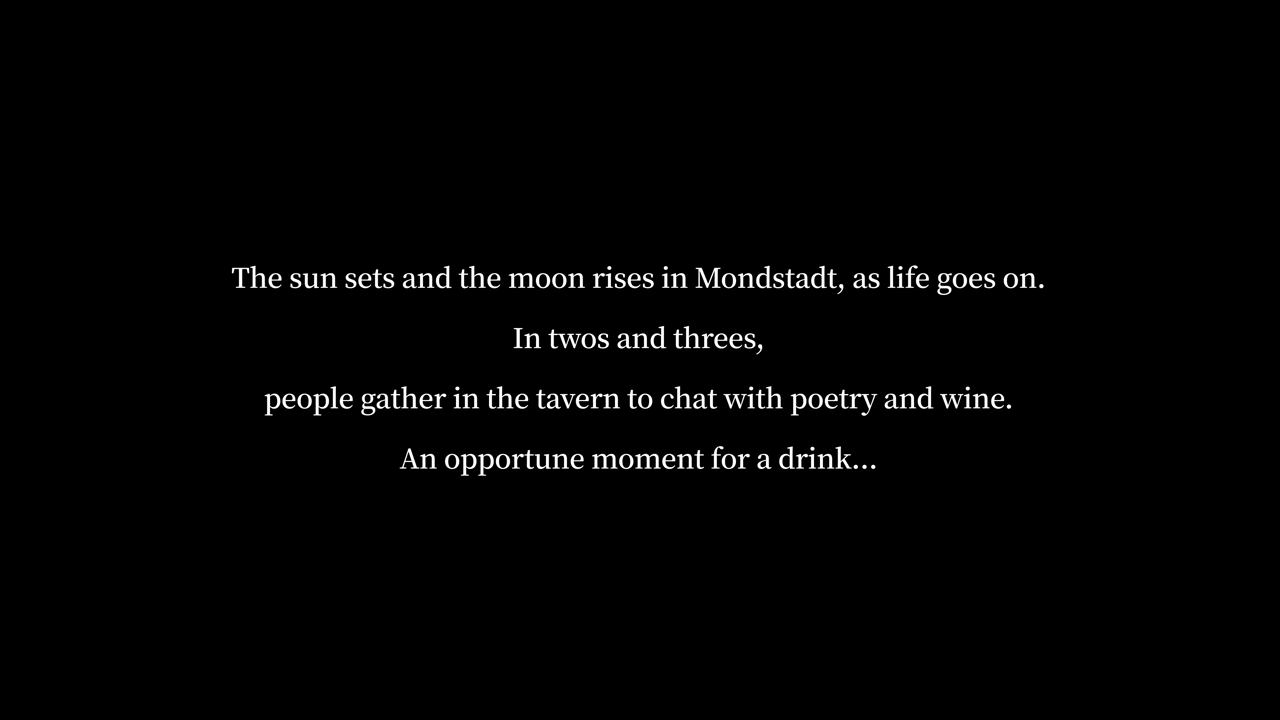 The sun sets and the moon rises in Mondstadt, as life goes on.
In twos and threes,
people gather in the tavern to chat with poetry and wine.
An opportune moment for a drink...